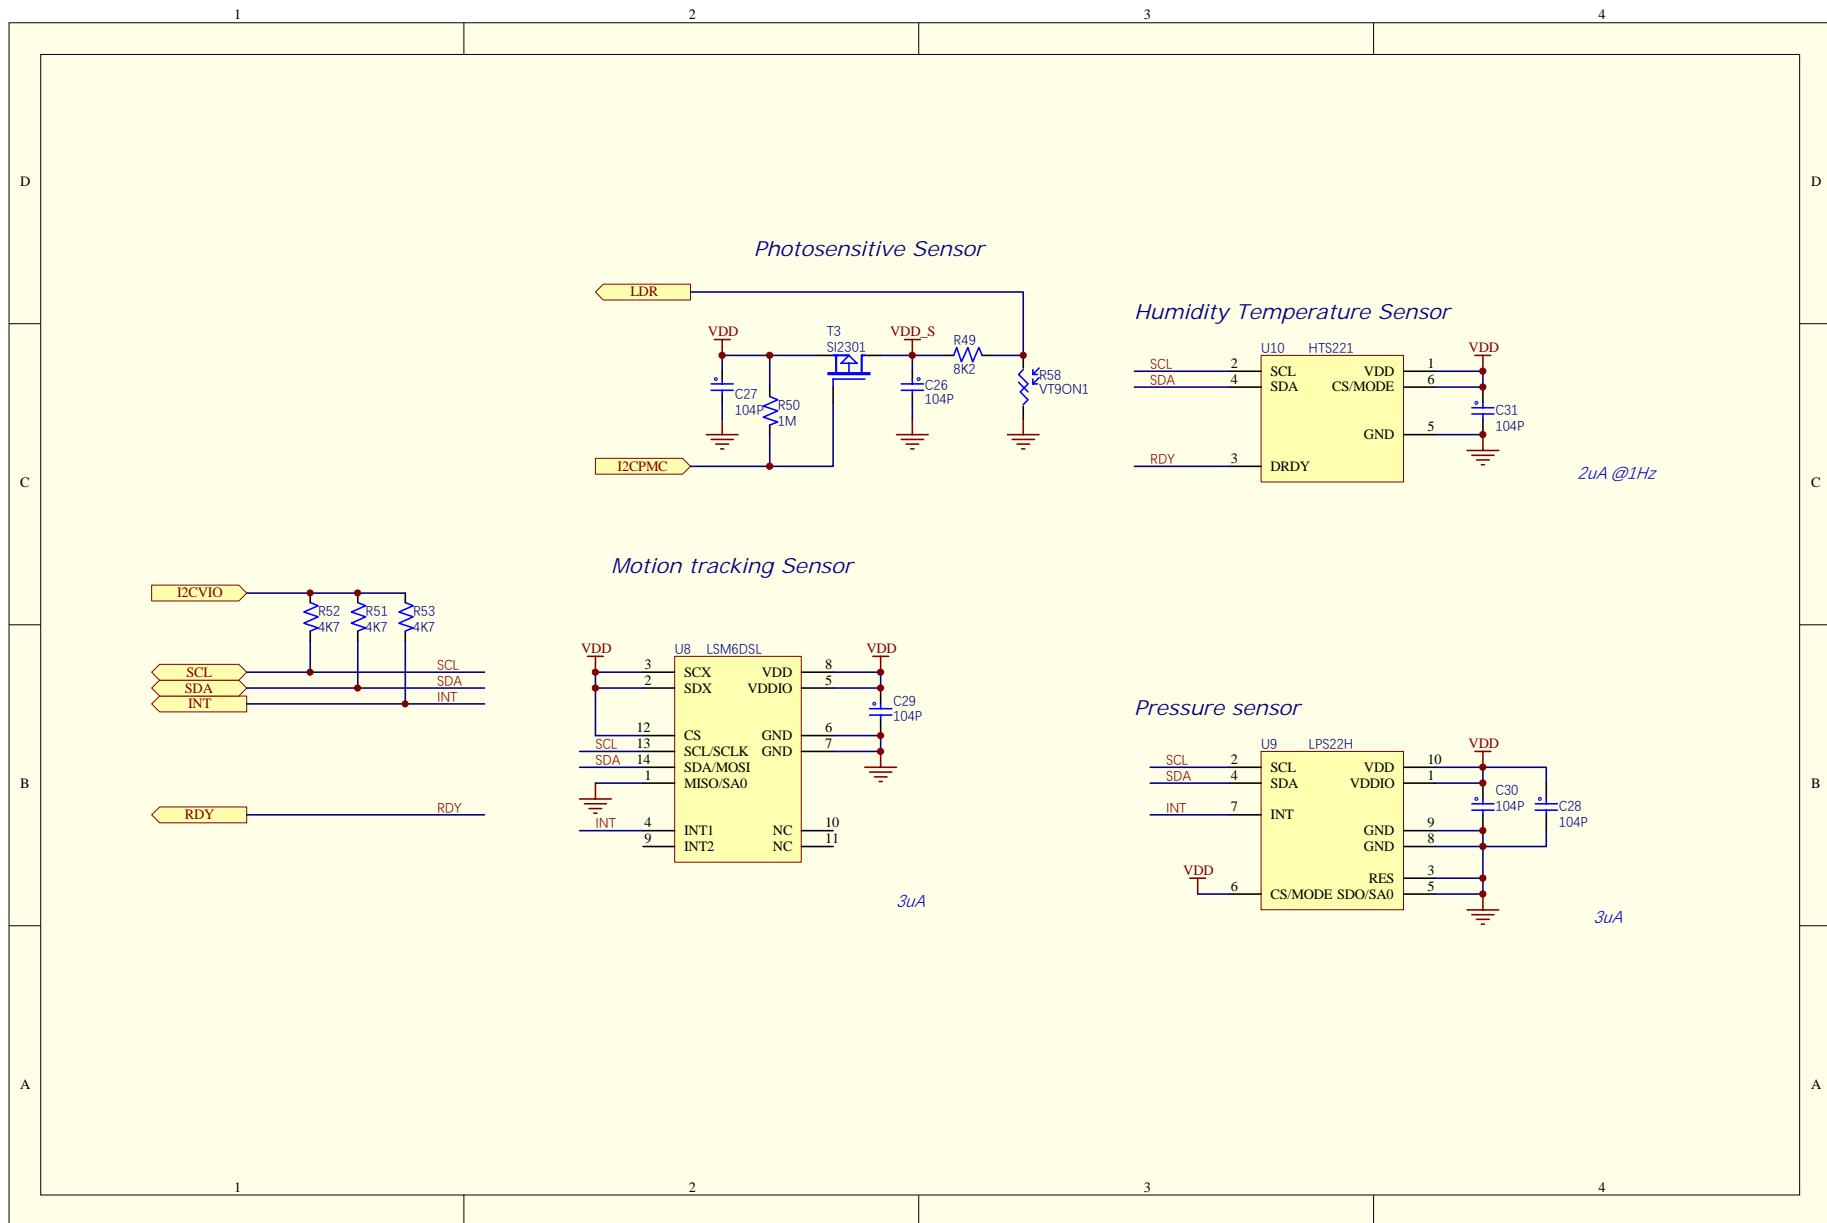 1 2 3 4
D D
Photosensitive Sensor
LDR
VDD
T3
SI2301
VDD_S
R49
8K2
R58
VT9ON1
C27
104P
R50
1M
C26
104P
I2CPMC
Humidity Temperature Sensor
U10 HTS221
VDD
SCL 2 SCL VDD 1
SDA 4 SDA CS/MODE 6
C31
104P
GND 5
RDY 3 DRDY
2uA @1Hz
C C
I2CVIO
R52
4K7
R51
4K7
R53
4K7
SCL SCL
SDA SDA
INT INT
RDY RDY
Motion tracking Sensor
VDD U8 LSM6DSL VDD
3 SCX VDD 8
2 SDX VDDIO 5
C29
104P
12 CS GND 6
SCL 13 SCL/SCLK GND 7
SDA 14 SDA/MOSI
1 MISO/SA0
INT 4 INT1 NC 10
9 INT2 NC 11
3uA
Pressure sensor
U9 LPS22H VDD
SCL 2 SCL VDD 10
SDA 4 SDA VDDIO 1
C30
104P
C28
104P
INT 7 INT
GND 9
GND 8
VDD
RES 3
6 CS/MODE SDO/SA0 5
3uA
B B
A A
1 2 3 4